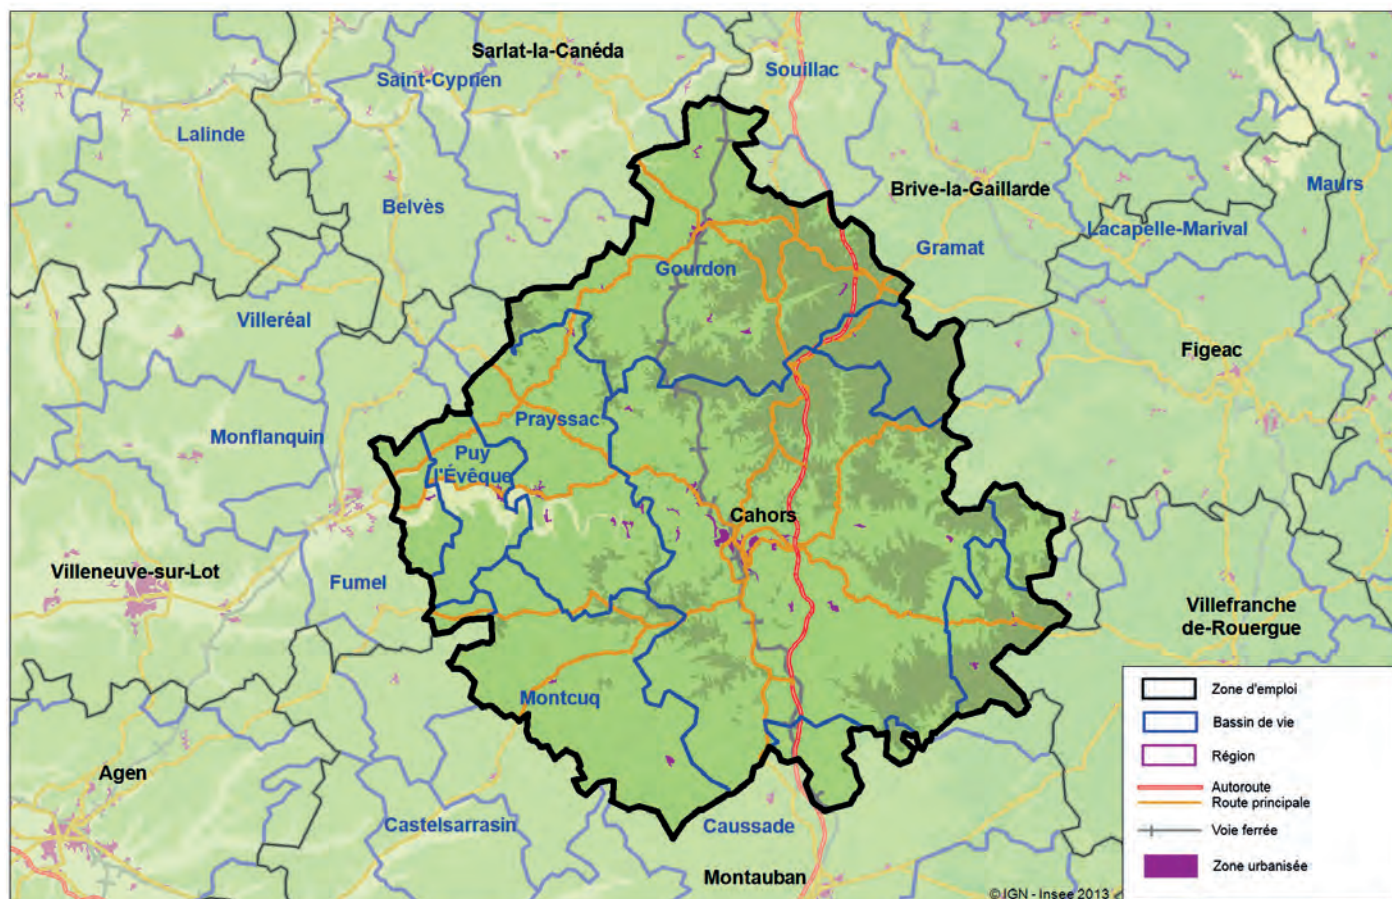 Sarlat-la-Canéda
Souillac
Saint-Cyprien
Lalinde
Brive-la-Gaillarde
Maurs
Belvès
Lacapelle-Marival
Gramat
Gourdon
Villeréal
Figeac
Prayssac
Monflanquin
Puy
l'Évêque
Cahors
Villeneuve-sur-Lot
Fumel
Villefranche
de-Rouergue
Montcuq
Agen
Castelsarrasin
Caussade
Montauban
Zone d'emploi
Bassin de vie
Région
Autoroute
Route principale
Voie ferrée
Zone urbanisée
© IGN - Insee 2013